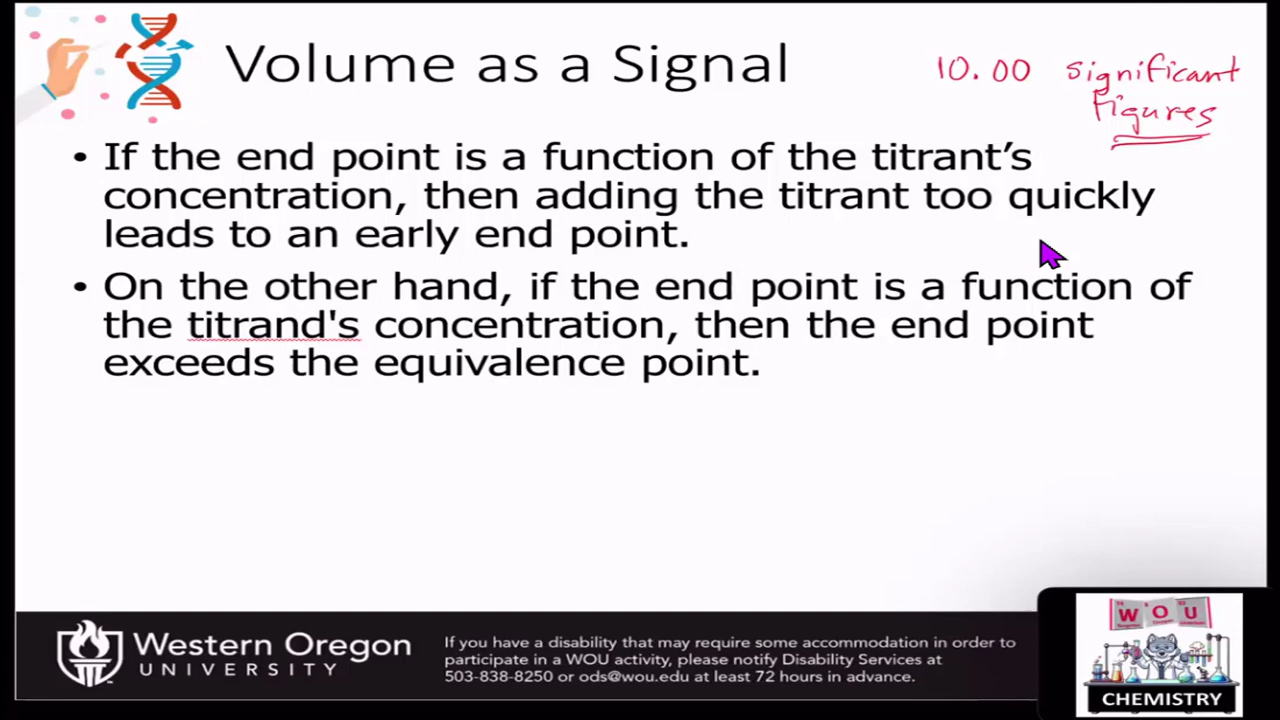 Volume as a Signal
10.00 significant
figures
• If the end point is a function of the titrant’s
concentration, then adding the titrant too quickly
leads to an early end point.
• On the other hand, if the end point is a function of
the titrand's concentration, then the end point
exceeds the equivalence point.
Western Oregon
UNIVERSITY
If you have a disability that may require some accommodation in order to
participate in a WOU activity, please notify Disability Services at
503-838-8250 or ods@wou.edu at least 72 hours in advance.
W O U
CHEMISTRY